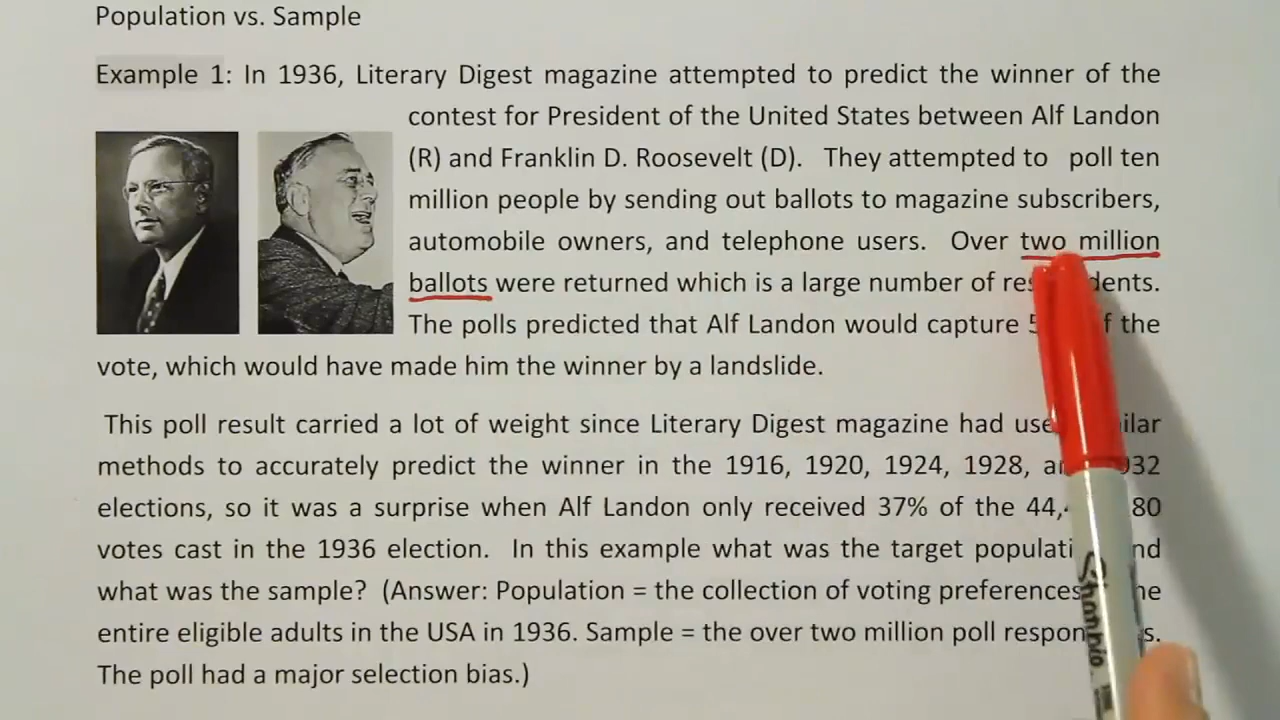 Population vs. Sample
Example 1: In 1936, Literary Digest magazine attempted to predict the winner of the
contest for President of the United States between Alf Landon
(R) and Franklin D. Roosevelt (D). They attempted to poll ten
million people by sending out ballots to magazine subscribers,
automobile owners, and telephone users. Over two million
ballots were returned which is a large number of
The polls predicted that Alf Landon would capture the
vote, which would have made him the winner by a landslide.
This poll result carried a lot of weight since Literary Digest magazine had
methods to accurately predict the winner in the 1916, 1920, 1924, 1928,
elections, so it was a surprise when Alf Landon only received 37% of the
votes cast in the 1936 election. In this example what was the target
what was the sample? (Answer: Population = the collection of voting preferences
entire eligible adults in the USA in 1936. Sample = the over two million poll
The poll had a major selection bias.)
Sharpie